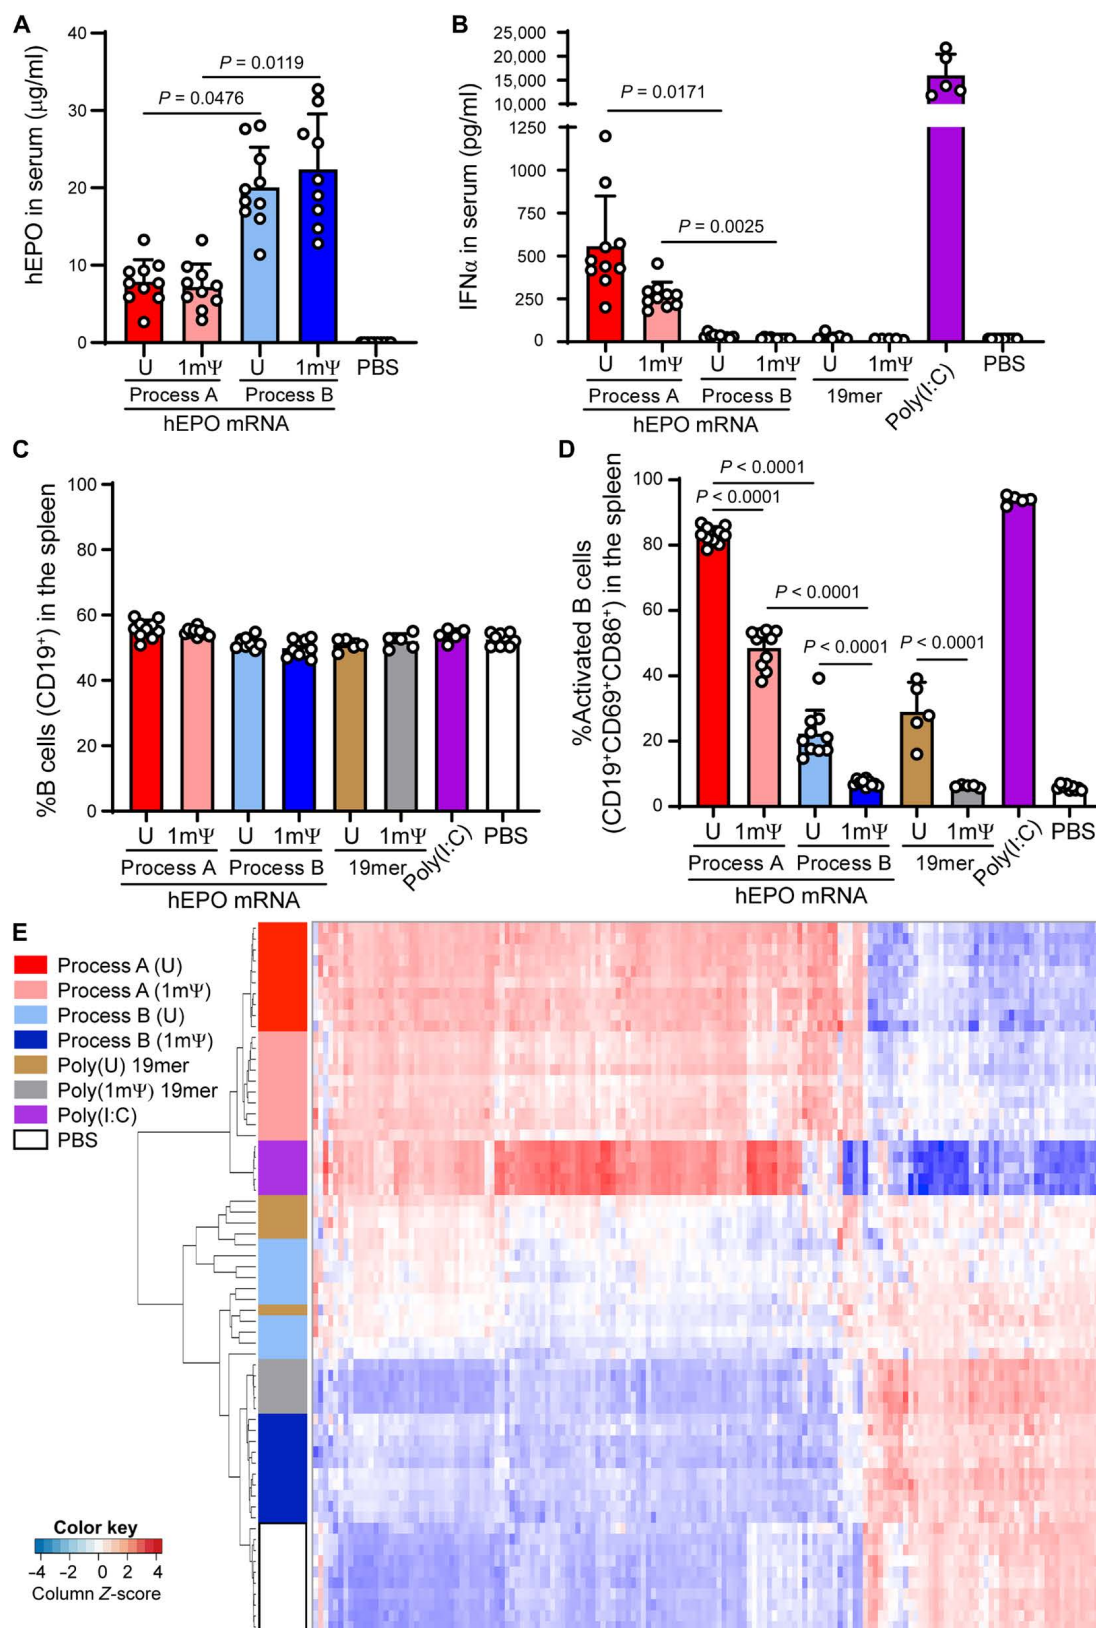 A
hEPO in serum (μg/ml)
40
30
20
10
0
P = 0.0119
P = 0.0476
U 1mΨ U 1mΨ PBS
Process A Process B
hEPO mRNA
B
IFNα in serum (pg/ml)
25,000
20,000
15,000
10,000
1250
1000
750
500
250
0
P = 0.0171
P = 0.0025
U 1mΨ U 1mΨ U 1mΨ Poly(I:C) PBS
Process A Process B 19mer
hEPO mRNA
C
%B cells (CD19+) in the spleen
100
80
60
40
20
0
U 1mΨ U 1mΨ U 1mΨ Poly(I:C) PBS
Process A Process B 19mer
hEPO mRNA
D
%Activated B cells
(CD19+CD69+CD86+) in the spleen
100
80
60
40
20
0
P < 0.0001
P < 0.0001
P < 0.0001
P < 0.0001
P < 0.0001
U 1mΨ U 1mΨ U 1mΨ Poly(I:C) PBS
Process A Process B 19mer
hEPO mRNA
E
Process A (U)
Process A (1mΨ)
Process B (U)
Process B (1mΨ)
Poly(U) 19mer
Poly(1mΨ) 19mer
Poly(I:C)
PBS
Color key
−4 −2 0 2 4
Column Z-score